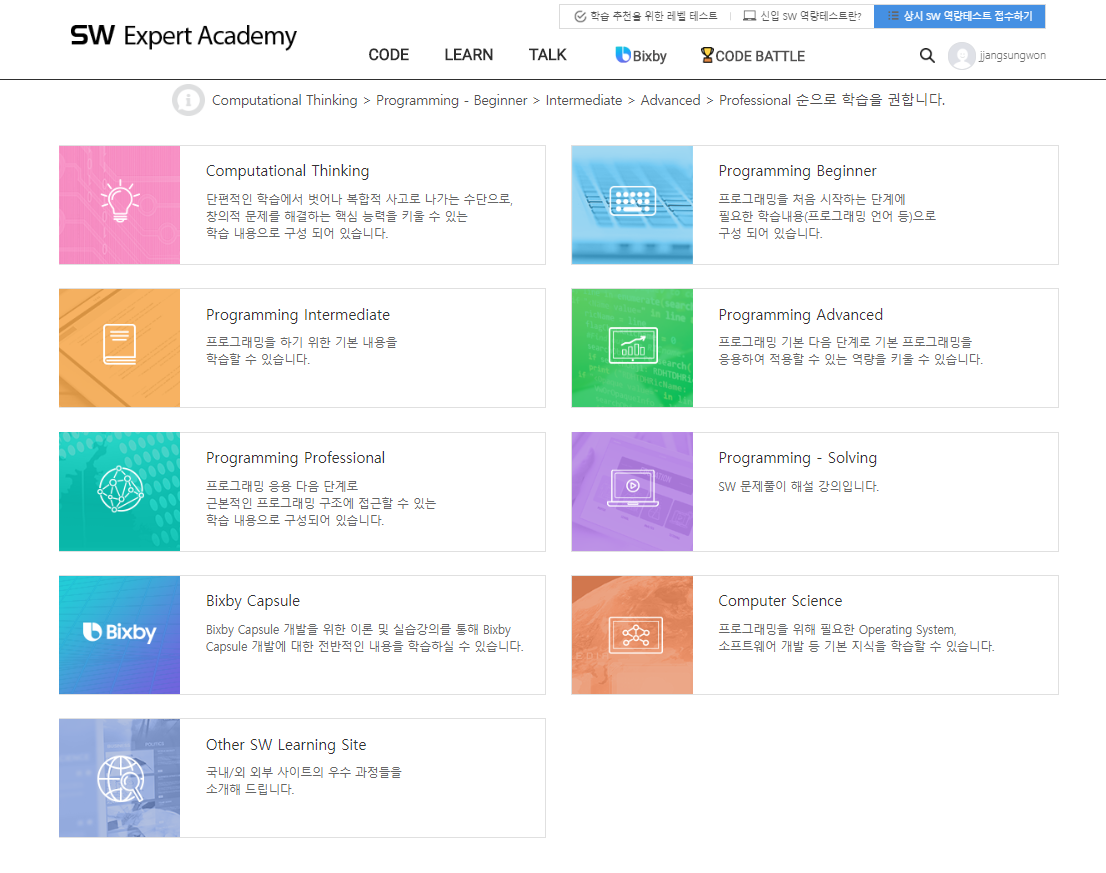 학습 추천을 위한 레벨 테스트
신입 SW 역량테스트란?
상시 SW 역량테스트 접수하기
SW Expert Academy
CODE LEARN TALK Bixby CODE BATTLE
jjangsungwon
Computational Thinking > Programming - Beginner > Intermediate > Advanced > Professional 순으로 학습을 권합니다.
Computational Thinking
단편적인 학습에서 벗어나 복합적 사고로 나가는 수단으로,
창의적 문제를 해결하는 핵심 능력을 키울 수 있는
학습 내용으로 구성 되어 있습니다.
Programming Beginner
프로그래밍을 처음 시작하는 단계에
필요한 학습내용(프로그래밍 언어 등)으로
구성 되어 있습니다.
Programming Intermediate
프로그래밍을 하기 위한 기본 내용을
학습할 수 있습니다.
Programming Advanced
프로그래밍 기본 다음 단계로 기본 프로그래밍을
응용하여 적용할 수 있는 역량을 키울 수 있습니다.
Programming Professional
프로그래밍 응용 다음 단계로
근본적인 프로그래밍 구조에 접근할 수 있는
학습 내용으로 구성되어 있습니다.
Programming - Solving
SW 문제풀이 해설 강의입니다.
Bixby
Bixby Capsule
Bixby Capsule 개발을 위한 이론 및 실습강의를 통해 Bixby
Capsule 개발에 대한 전반적인 내용을 학습하실 수 있습니다.
Computer Science
프로그래밍을 위해 필요한 Operating System,
소프트웨어 개발 등 기본 지식을 학습할 수 있습니다.
Other SW Learning Site
국내/외 외부 사이트의 우수 과정들을
소개해 드립니다.